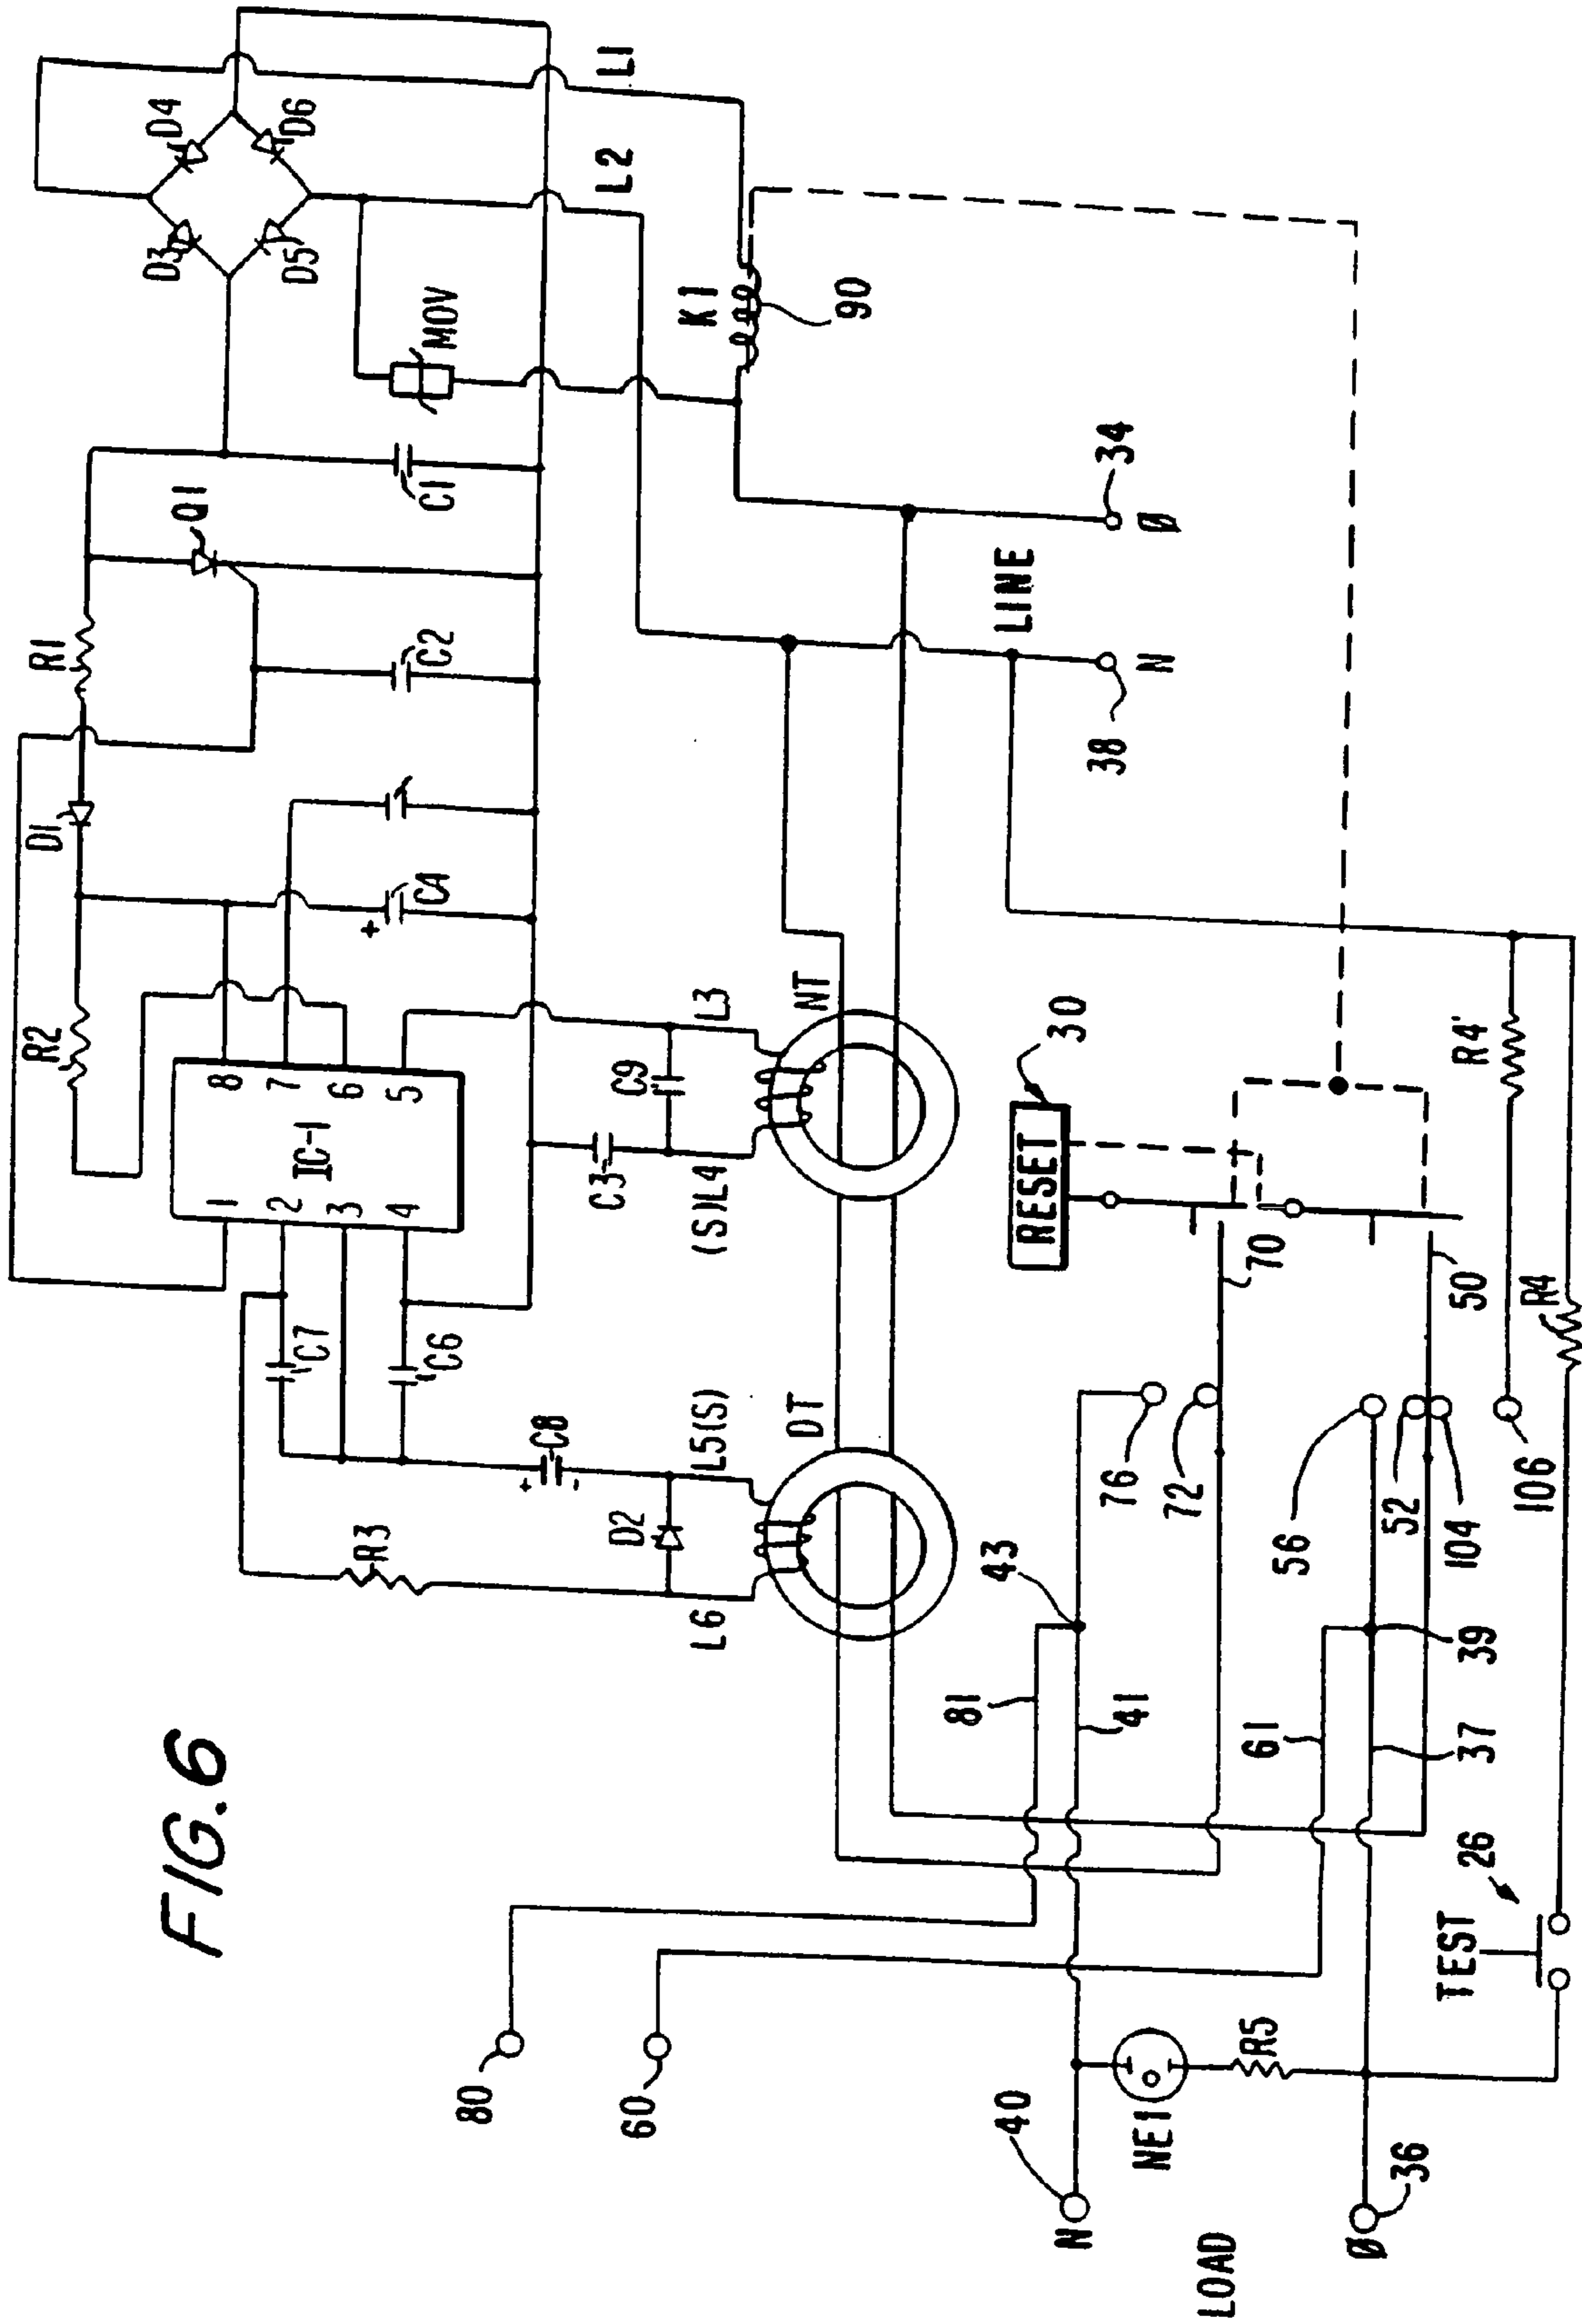 FIG.6
D4
D6
D3
D5
L1
L2
MOV
K1
90
C1
Q1
R1
C2
D1
C4
+
R2
IC-1
1
2
3
4
8
7
6
5
C7
C6
C8
+
-
R3
D2
L5(S)
L6
DT
C9
C3
L3
(S)L4
NT
34
Ø
LINE
N
38
30
RESET
70
50
R4'
R4
76
72
56
52
104
106
43
39
81
41
61
37
26
TEST
80
60
40
N
NE1
R5
36
Ø
LOAD